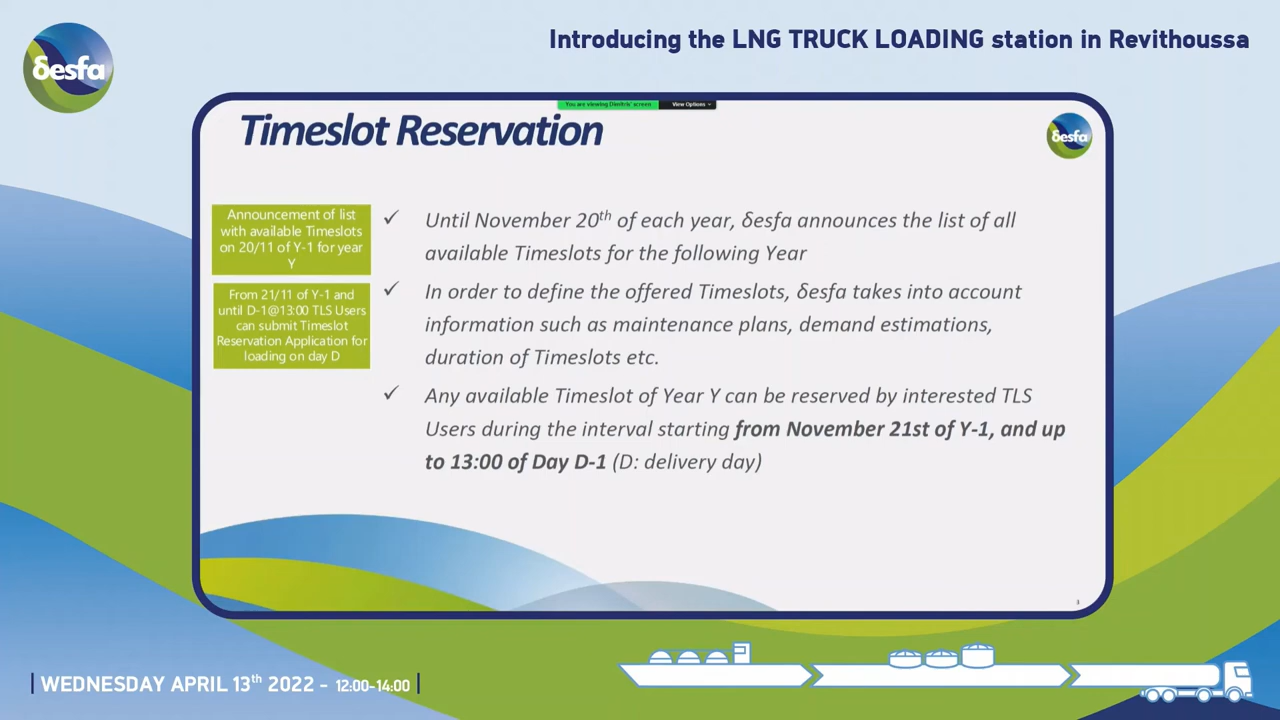 δesfa
Introducing the LNG TRUCK LOADING station in Revithoussa
You are viewing Dimitris' screen
View Options
Timeslot Reservation
δesfa
Announcement of list
with available Timeslots
on 20/11 of Y-1 for year
Y
From 21/11 of Y-1 and
until D-1@13:00 TLS Users
can submit Timeslot
Reservation Application for
loading on day D
✓ Until November 20th of each year, δesfa announces the list of all
available Timeslots for the following Year
✓ In order to define the offered Timeslots, δesfa takes into account
information such as maintenance plans, demand estimations,
duration of Timeslots etc.
✓ Any available Timeslot of Year Y can be reserved by interested TLS
Users during the interval starting from November 21st of Y-1, and up
to 13:00 of Day D-1 (D: delivery day)
WEDNESDAY APRIL 13th 2022 - 12:00-14:00